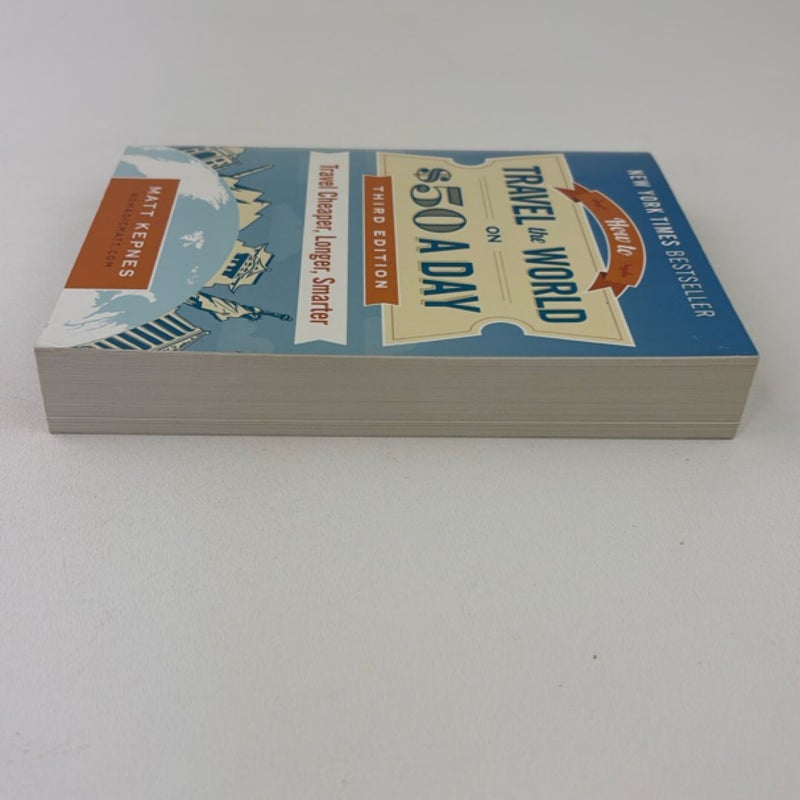 NEW YORK TIMES BESTSELLER
How to
TRAVEL the WORLD
ON
$50 A DAY
THIRD EDITION
Travel Cheaper, Longer, Smarter
MATT KEPNES
NOMADICMATT.COM